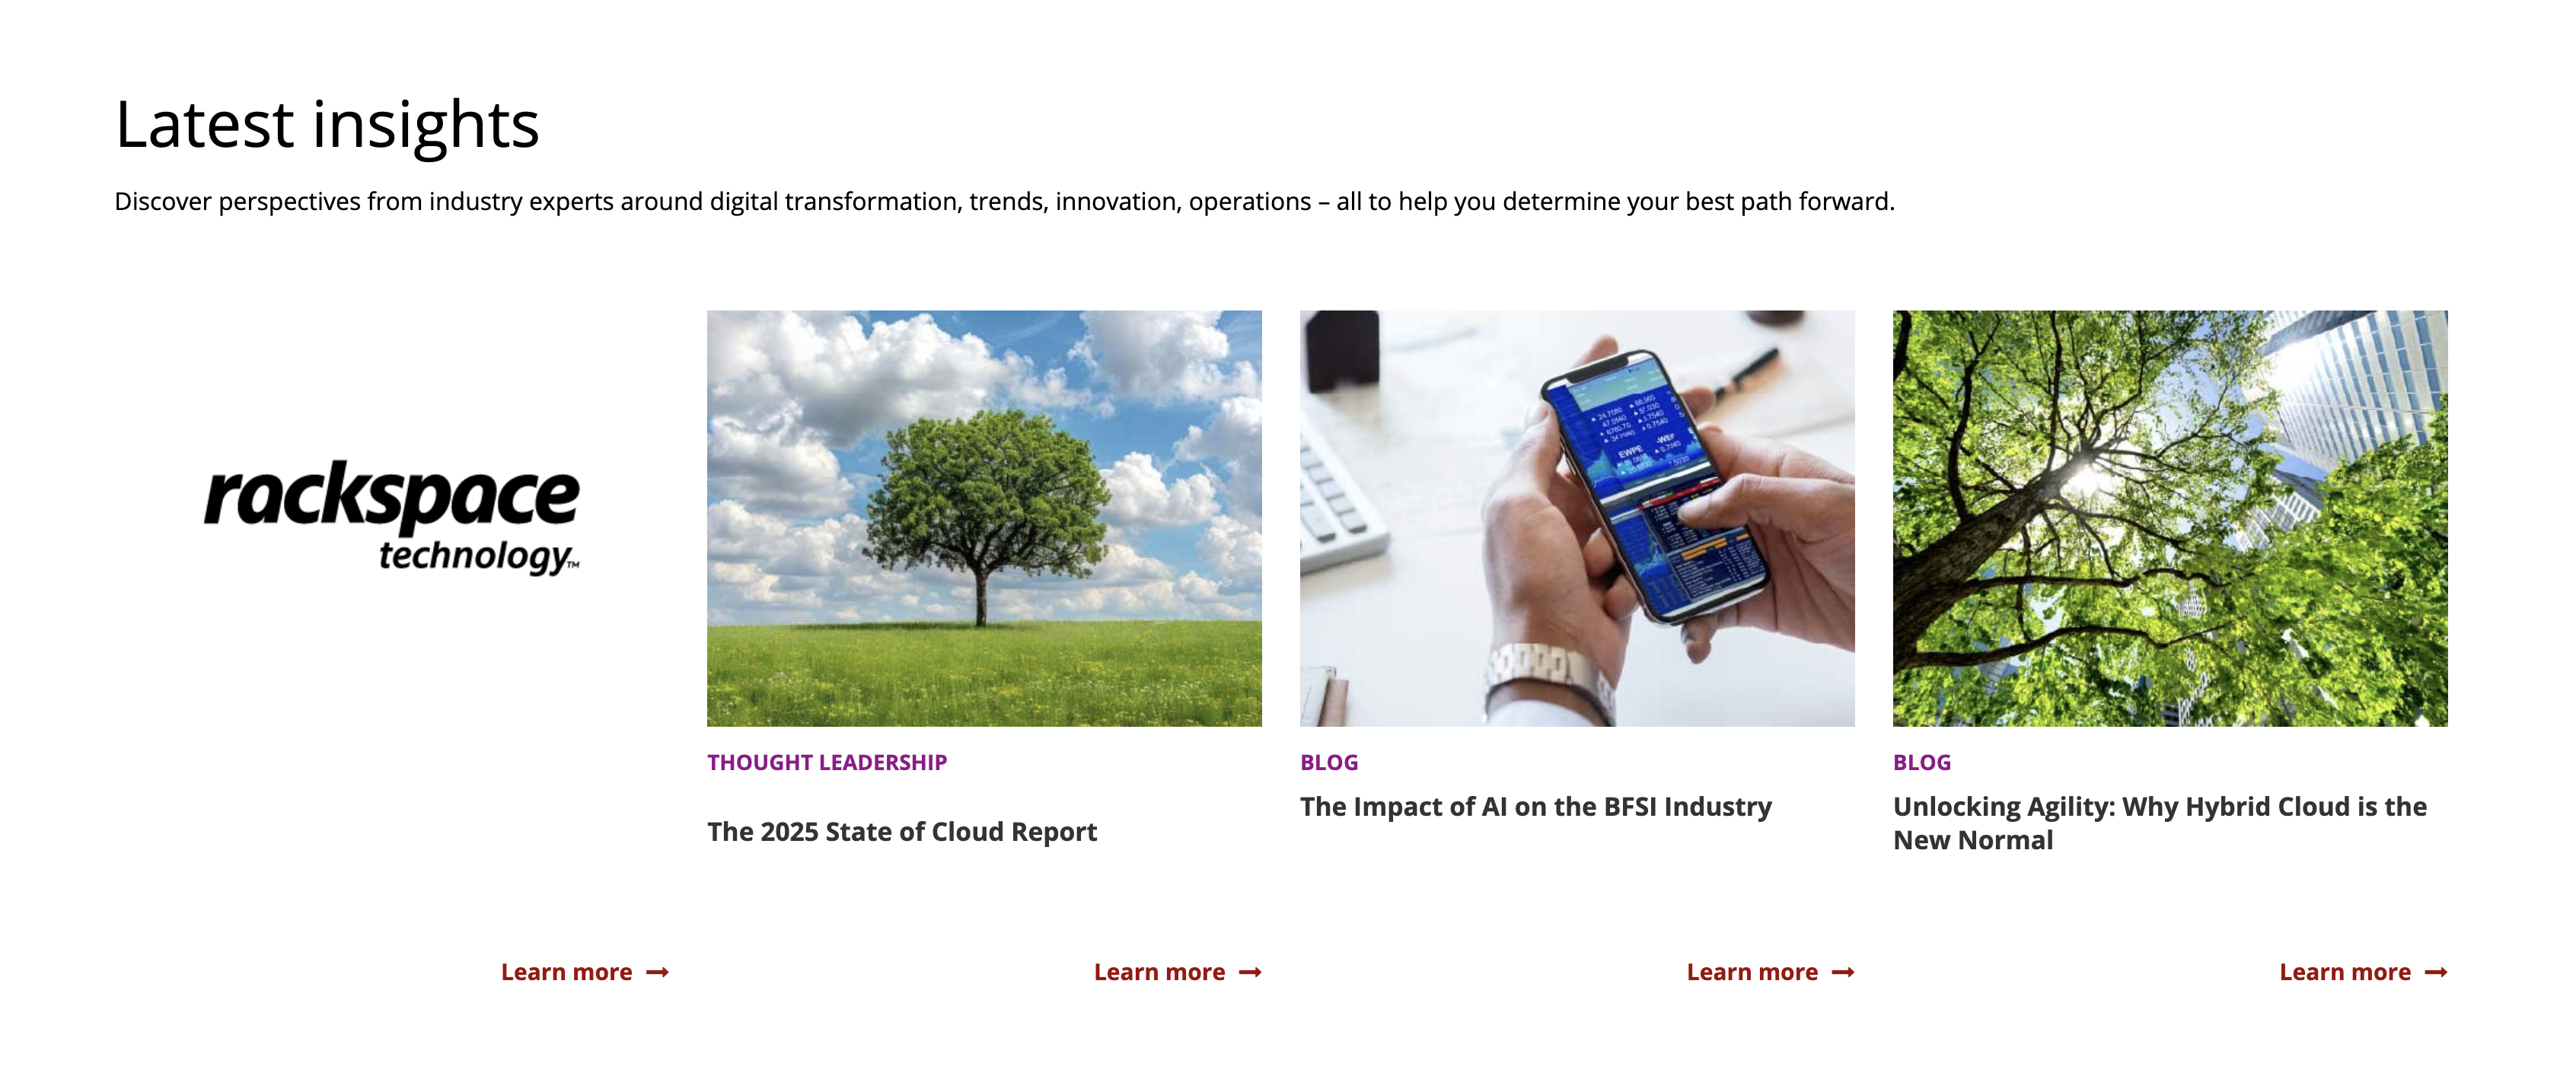 Latest insights
Discover perspectives from industry experts around digital transformation, trends, innovation, operations – all to help you determine your best path forward.
rackspace
technology™
EWPE
THOUGHT LEADERSHIP
The 2025 State of Cloud Report
BLOG
The Impact of AI on the BFSI Industry
BLOG
Unlocking Agility: Why Hybrid Cloud is the
New Normal
Learn more →
Learn more →
Learn more →
Learn more →